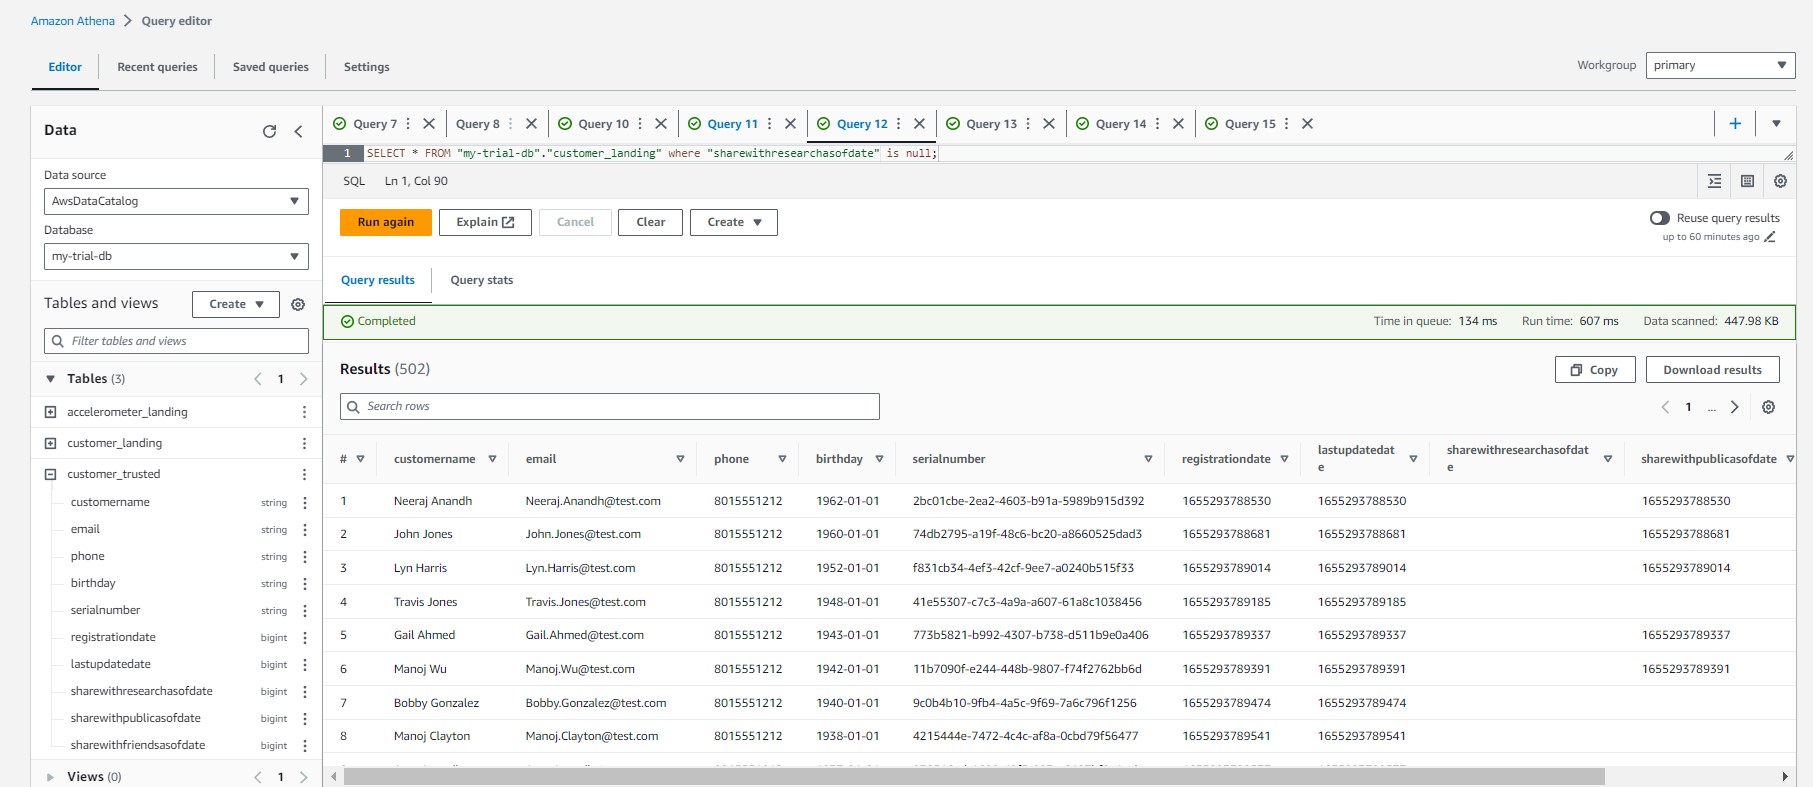 Amazon Athena > Query editor
Editor Recent queries Saved queries Settings
Workgroup primary
Data
Data source
AwsDataCatalog
Database
my-trial-db
Tables and views Create
Filter tables and views
Tables (3) 1
accelerometer_landing
customer_landing
customer_trusted
customername string
email string
phone string
birthday string
serialnumber string
registrationdate bigint
lastupdatedate bigint
sharewithresearchasofdate bigint
sharewithpublicasofdate bigint
sharewithfriendsasofdate bigint
Views (0) 1
Query 7 Query 8 Query 10 Query 11 Query 12 Query 13 Query 14 Query 15
1 SELECT * FROM "my-trial-db"."customer_landing" where "sharewithresearchasofdate" is null;
SQL Ln 1, Col 90
Run again Explain Cancel Clear Create
Reuse query results
up to 60 minutes ago
Query results Query stats
Completed Time in queue: 134 ms Run time: 607 ms Data scanned: 447.98 KB
Results (502) Copy Download results
Search rows 1 ...
# customername email phone birthday serialnumber registrationdate lastupdatedat
e sharewithresearchasofdat
e sharewithpublicasofdate
1 Neeraj Anandh Neeraj.Anandh@test.com 8015551212 1962-01-01 2bc01cbe-2ea2-4603-b91a-5989b915d392 1655293788530 1655293788530 1655293788530
2 John Jones John.Jones@test.com 8015551212 1960-01-01 74db2795-a19f-48c6-bc20-a8660525dad3 1655293788681 1655293788681 1655293788681
3 Lyn Harris Lyn.Harris@test.com 8015551212 1952-01-01 f831cb34-4ef3-42cf-9ee7-a0240b515f33 1655293789014 1655293789014 1655293789014
4 Travis Jones Travis.Jones@test.com 8015551212 1948-01-01 41e55307-c7c3-4a9a-a607-61a8c1038456 1655293789185 1655293789185
5 Gail Ahmed Gail.Ahmed@test.com 8015551212 1943-01-01 773b5821-b992-4307-b738-d511b9e0a406 1655293789337 1655293789337 1655293789337
6 Manoj Wu Manoj.Wu@test.com 8015551212 1942-01-01 11b7090f-e244-448b-9807-f74f2762bb6d 1655293789391 1655293789391 1655293789391
7 Bobby Gonzalez Bobby.Gonzalez@test.com 8015551212 1940-01-01 9c0b4b10-9fb4-4a5c-9f69-7a6c796f1256 1655293789474 1655293789474
8 Manoj Clayton Manoj.Clayton@test.com 8015551212 1938-01-01 4215444e-7472-4c4c-af8a-0cbd79f56477 1655293789541 1655293789541